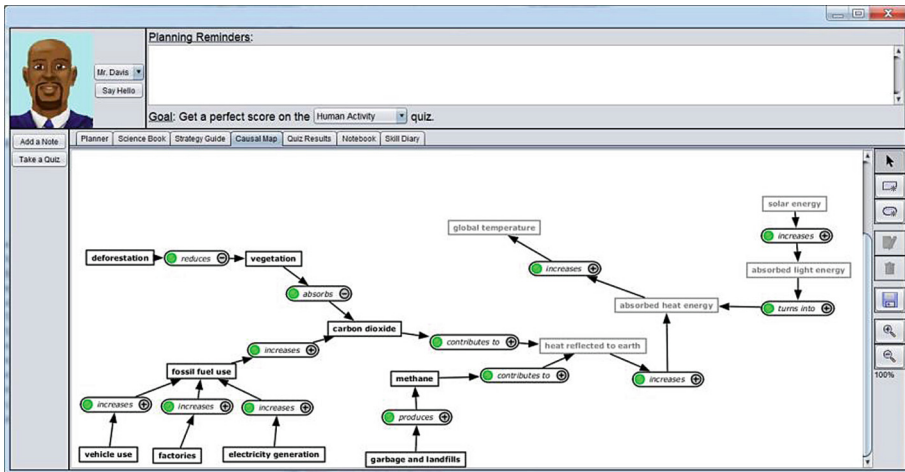 Planning Reminders:
Mr. Davis
Say Hello
Goal: Get a perfect score on the Human Activity quiz.
Add a Note
Take a Quiz
Planner Science Book Strategy Guide Causal Map Quiz Results Notebook Skill Diary
solar energy
global temperature
increases
deforestation reduces vegetation
increases
absorbed light energy
absorbs
absorbed heat energy
turns into
carbon dioxide
increases
contributes to
heat reflected to earth
fossil fuel use
methane
contributes to
increases
100%
increases
increases
increases
produces
vehicle use
factories
electricity generation
garbage and landfills